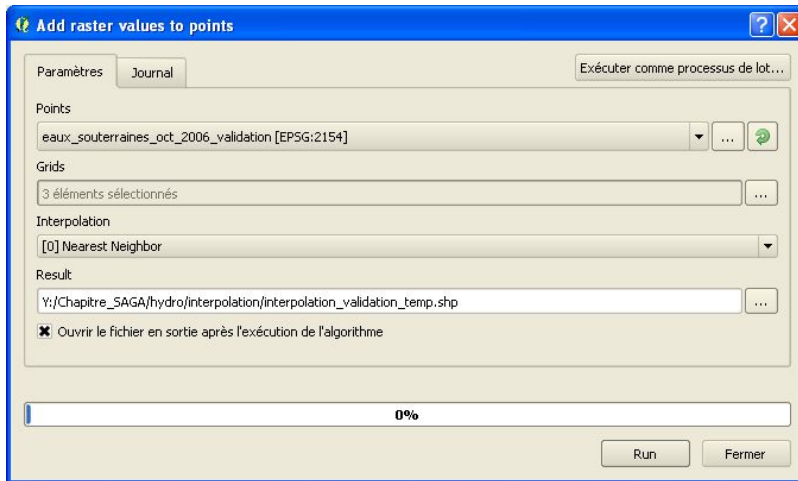 Add raster values to points
Paramètres
Journal
Exécuter comme processus de lot...
Points
eaux_souterraines_oct_2006_validation [EPSG:2154]
...
Grids
3 éléments sélectionnés
...
Interpolation
[0] Nearest Neighbor
Result
Y:/Chapitre_SAGA/hydro/interpolation/interpolation_validation_temp.shp
...
Ouvrir le fichier en sortie après l'exécution de l'algorithme
0%
Run
Fermer